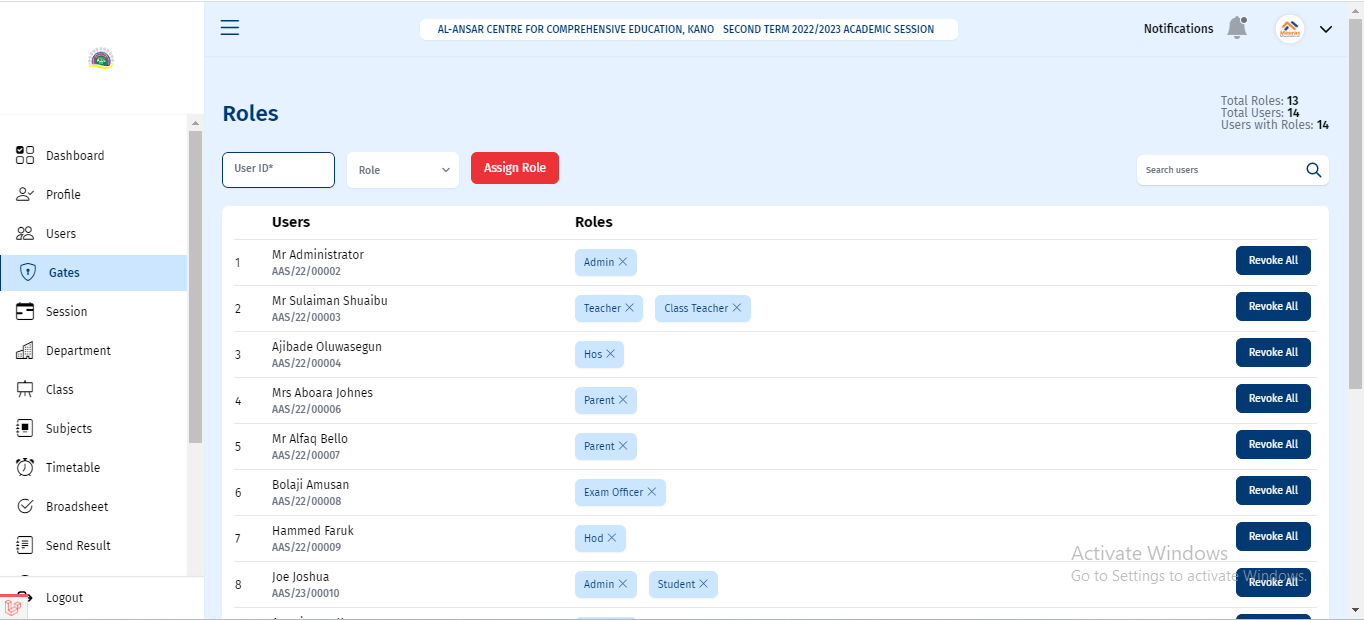 AL-ANSAR CENTRE FOR COMPREHENSIVE EDUCATION, KANO SECOND TERM 2022/2023 ACADEMIC SESSION
Notifications
Dashboard
Profile
Users
Gates
Session
Department
Class
Subjects
Timetable
Broadsheet
Send Result
Logout
Roles
Total Roles: 13
Total Users: 14
Users with Roles: 14
User ID*
Role
Assign Role
Search users
Users Roles
1 Mr Administrator Admin Revoke All
AAS/22/00002
2 Mr Sulaiman Shuaibu Teacher Class Teacher Revoke All
AAS/22/00003
3 Ajibade Oluwasegun Hos Revoke All
AAS/22/00004
4 Mrs Aboara Johnes Parent Revoke All
AAS/22/00006
5 Mr Alfaq Bello Parent Revoke All
AAS/22/00007
6 Bolaji Amusan Exam Officer Revoke All
AAS/22/00008
7 Hammed Faruk Hod Revoke All
AAS/22/00009
8 Joe Joshua Admin Student Revoke All
AAS/23/00010
Activate Windows
Go to Settings to activate Windows.